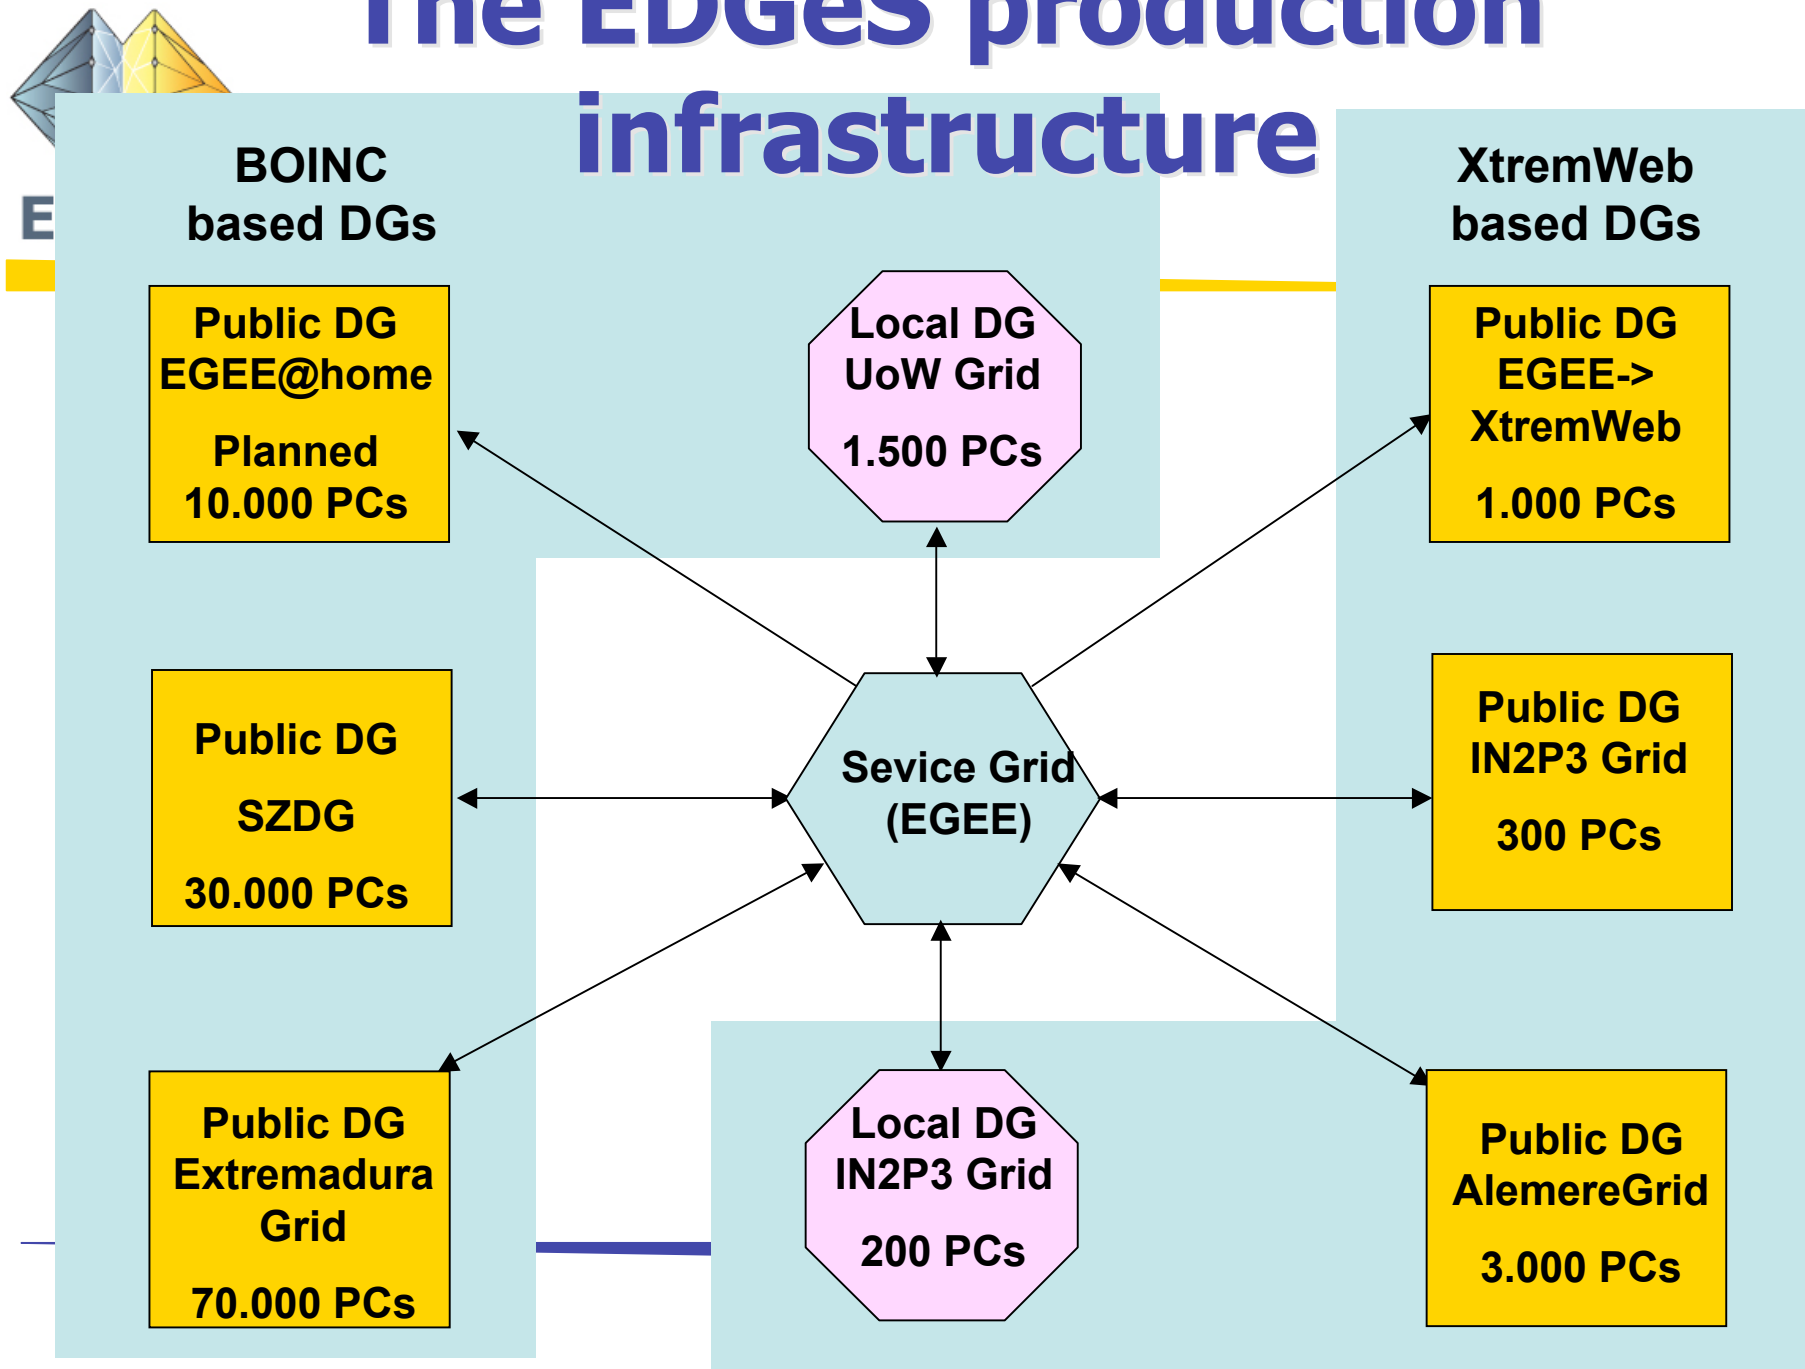 The EDGeS production
infrastructure
E
BOINC
based DGs
XtremWeb
based DGs
Public DG
EGEE@home
Planned
10.000 PCs
Local DG
UoW Grid
1.500 PCs
Public DG
EGEE->
XtremWeb
1.000 PCs
Public DG
SZDG
30.000 PCs
Sevice Grid
(EGEE)
Public DG
IN2P3 Grid
300 PCs
Public DG
Extremadura
Grid
70.000 PCs
Local DG
IN2P3 Grid
200 PCs
Public DG
AlemereGrid
3.000 PCs